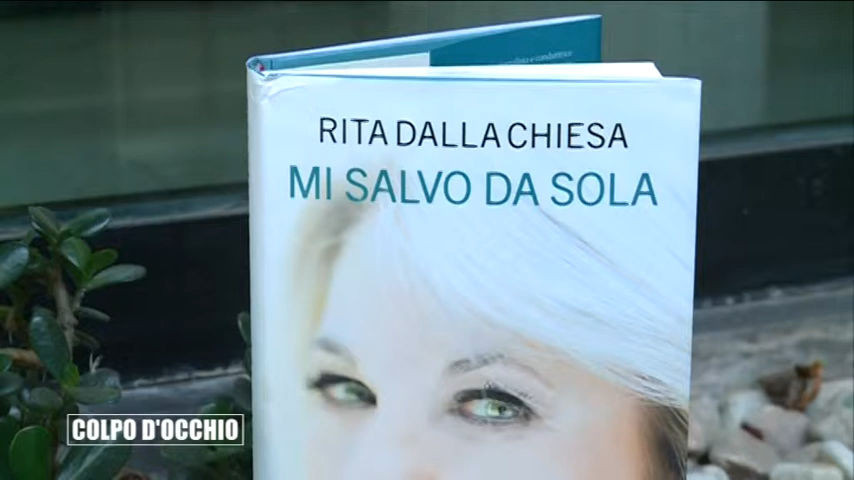 RITA DALLA CHIESA
MI SALVO DA SOLA
COLPO D'OCCHIO